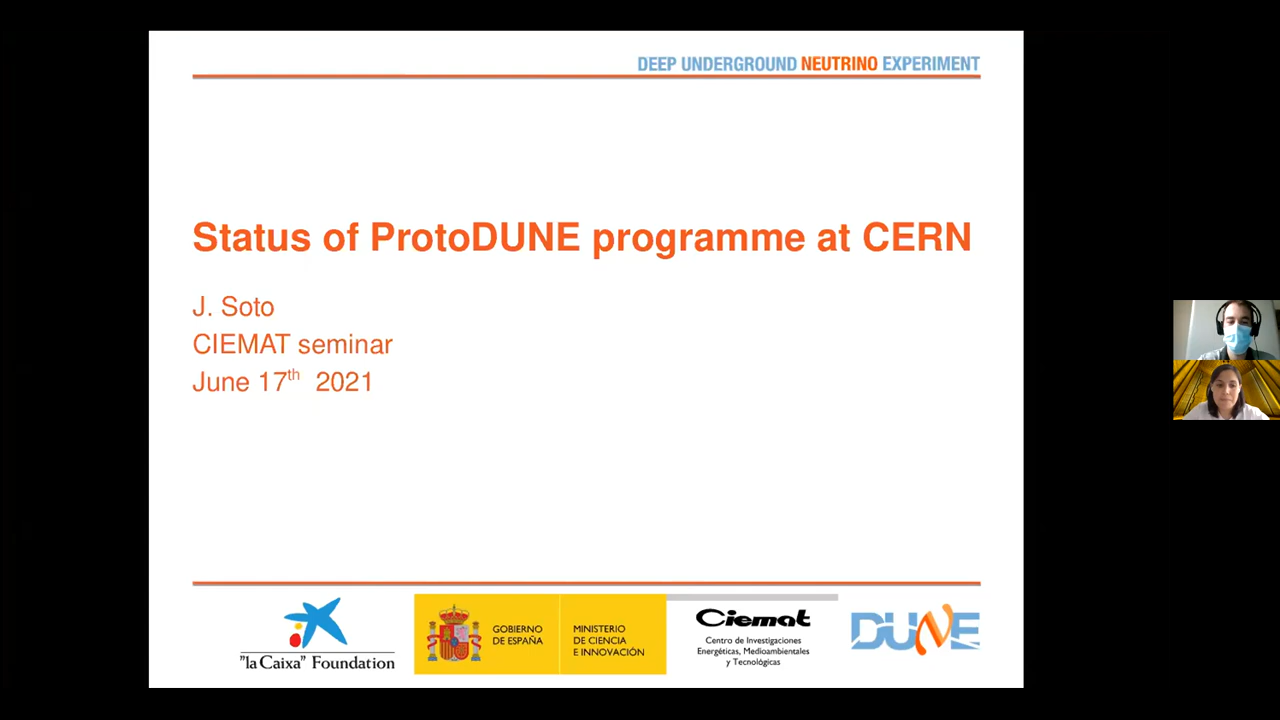 DEEP UNDERGROUND NEUTRINO EXPERIMENT
Status of ProtoDUNE programme at CERN
J. Soto
CIEMAT seminar
June 17th 2021
"la Caixa" Foundation
GOBIERNO
DE ESPAÑA
MINISTERIO
DE CIENCIA
E INNOVACIÓN
Ciemat
Centro de Investigaciones
Energéticas, Medioambientales
y Tecnológicas
DUNE